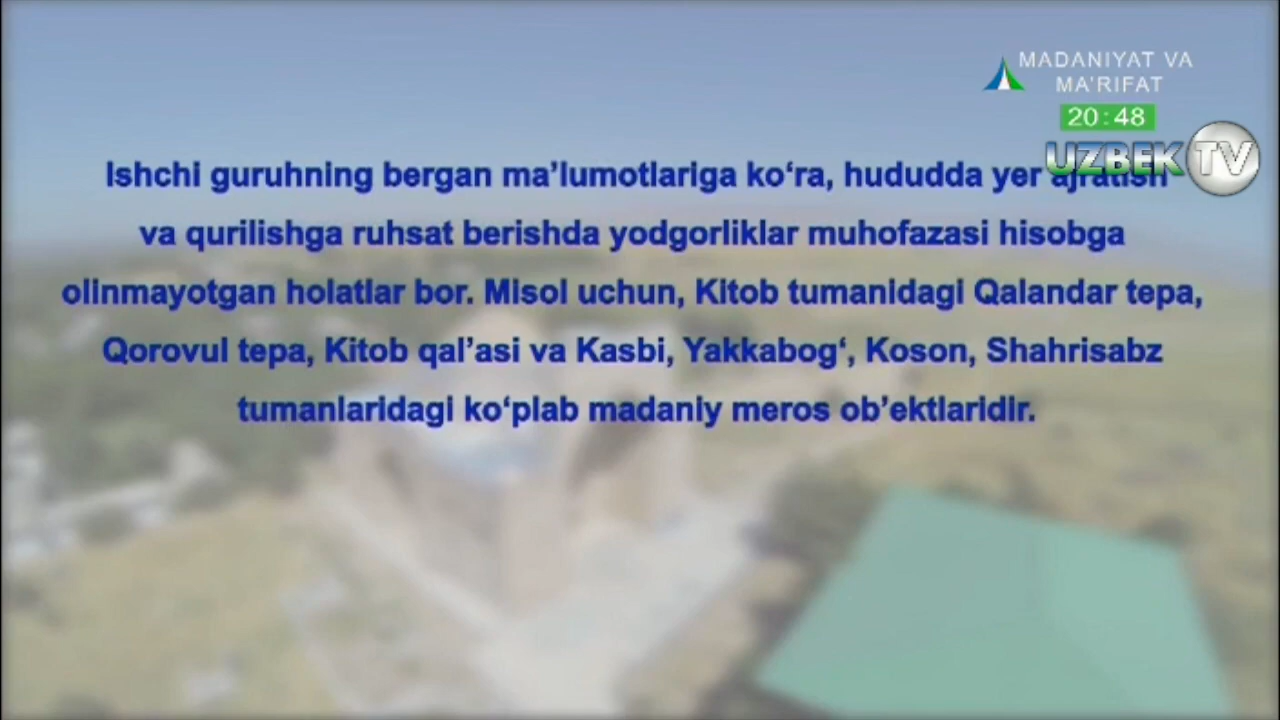 MADANIYAT VA
MA'RIFAT
20:48
UZBEK TV
Ishchi guruhning bergan ma’lumotlariga ko‘ra, hududda yer ajratish
va qurilishga ruhsat berishda yodgorliklar muhofazasi hisobga
olinmayotgan holatlar bor. Misol uchun, Kitob tumanidagi Qalandar tepa,
Qorovul tepa, Kitob qal’asi va Kasbi, Yakkabog‘, Koson, Shahrisabz
tumanlaridagi ko‘plab madaniy meros ob’ektlaridir.